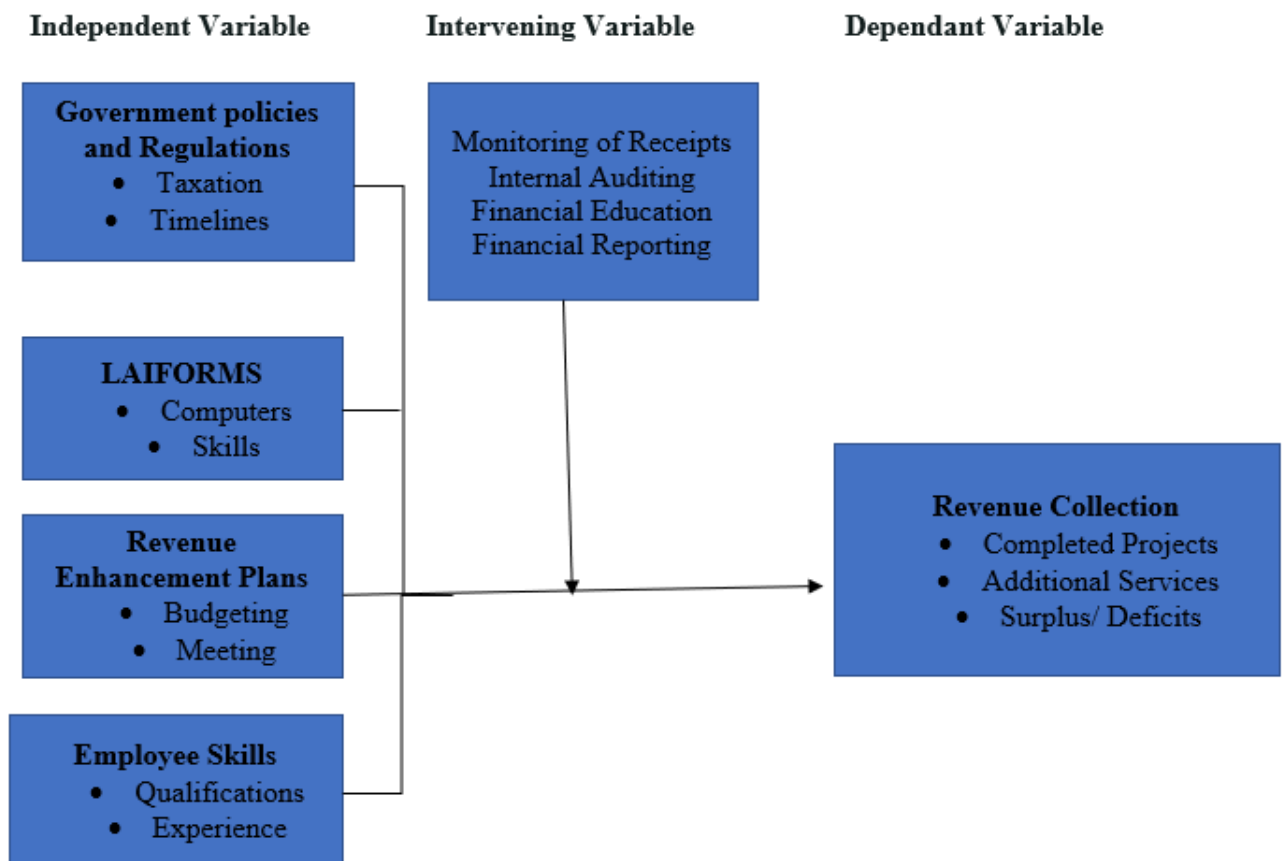 Independent Variable
Intervening Variable
Dependant Variable
Government policies
and Regulations
• Taxation
• Timelines
LAIFORMS
• Computers
• Skills
Revenue
Enhancement Plans
• Budgeting
• Meeting
Employee Skills
• Qualifications
• Experience
Monitoring of Receipts
Internal Auditing
Financial Education
Financial Reporting
Revenue Collection
• Completed Projects
• Additional Services
• Surplus/ Deficits